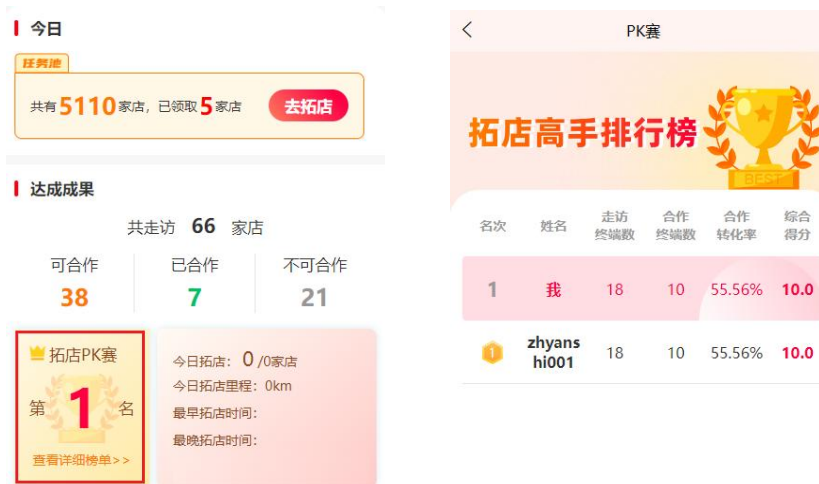 今日
任务池
共有5110家店，已领取5家店
去拓店
达成成果
共走访 66 家店
可合作 已合作 不可合作
38 7 21
拓店PK赛
第 1 名
查看详细榜单>>
今日拓店：0/0家店
今日拓店里程：0km
最早拓店时间：
最晚拓店时间：
PK赛
拓店高手排行榜
BEST
名次 姓名 走访终端数 合作终端数 合作转化率 综合得分
1 我 18 10 55.56% 10.0
1 zhyanshi001 18 10 55.56% 10.0